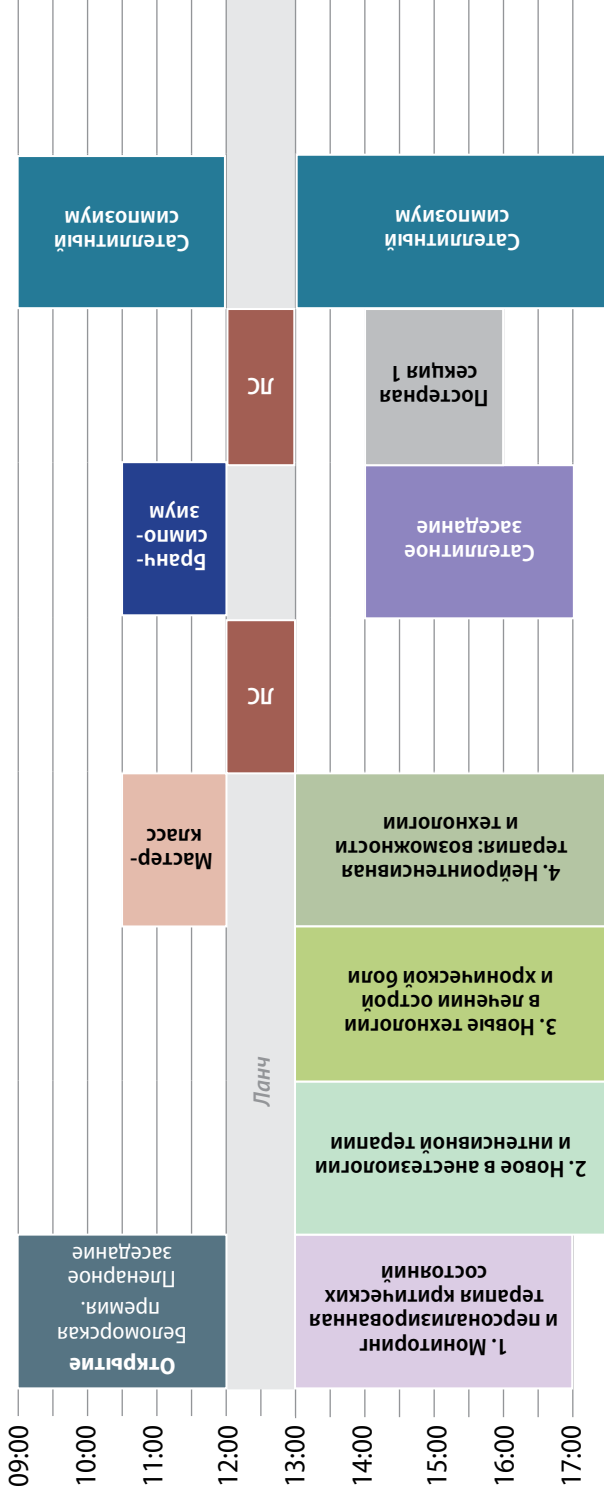 09:00
10:00
11:00
12:00
13:00
14:00
15:00
16:00
17:00
Открытие
Беломорская
премия.
Пленарное
заседание
1. Мониторинг
и персонализированная
терапия критических
состояний
2. Новое в анестезиологии
и интенсивной терапии
Ланч
3. Новые технологии
в лечении острой
и хронической боли
Мастер-
класс
4. Нейроинтенсивная
терапия: возможности
и технологии
ЛС
Бранч-
симпо-
зиум
Сателлитное
заседание
ЛС
Постерная
секция 1
Сателлитный
симпозиум
Сателлитный
симпозиум